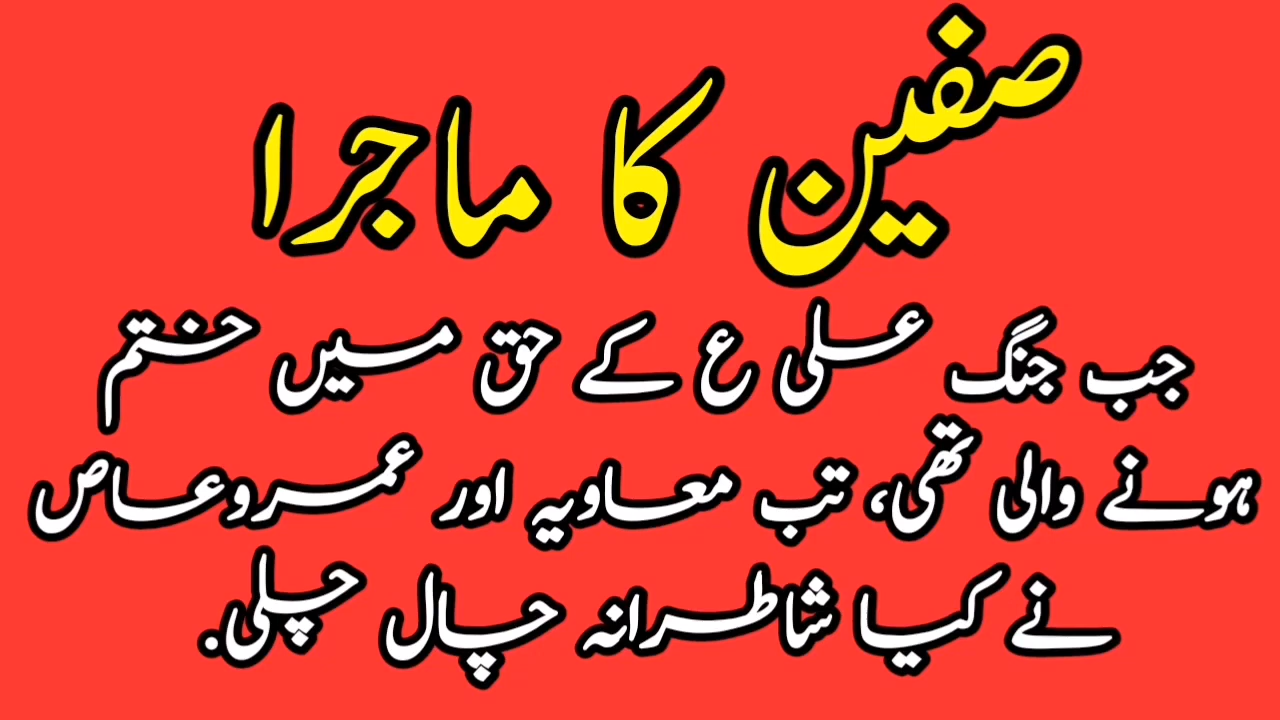 صفین کا ماجرا
جب جنگ علی ع کے حق میں ختم
ہونے والی تھی، تب معاویہ اور عمروعاص
نے کیا شاطرانہ چال چلی.